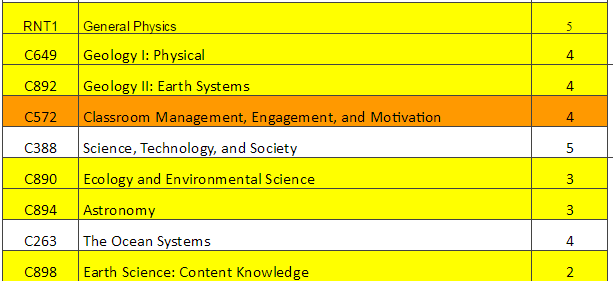 RNT1 General Physics 5
C649 Geology I: Physical 4
C892 Geology II: Earth Systems 4
C572 Classroom Management, Engagement, and Motivation 4
C388 Science, Technology, and Society 5
C890 Ecology and Environmental Science 3
C894 Astronomy 3
C263 The Ocean Systems 4
C898 Earth Science: Content Knowledge 2